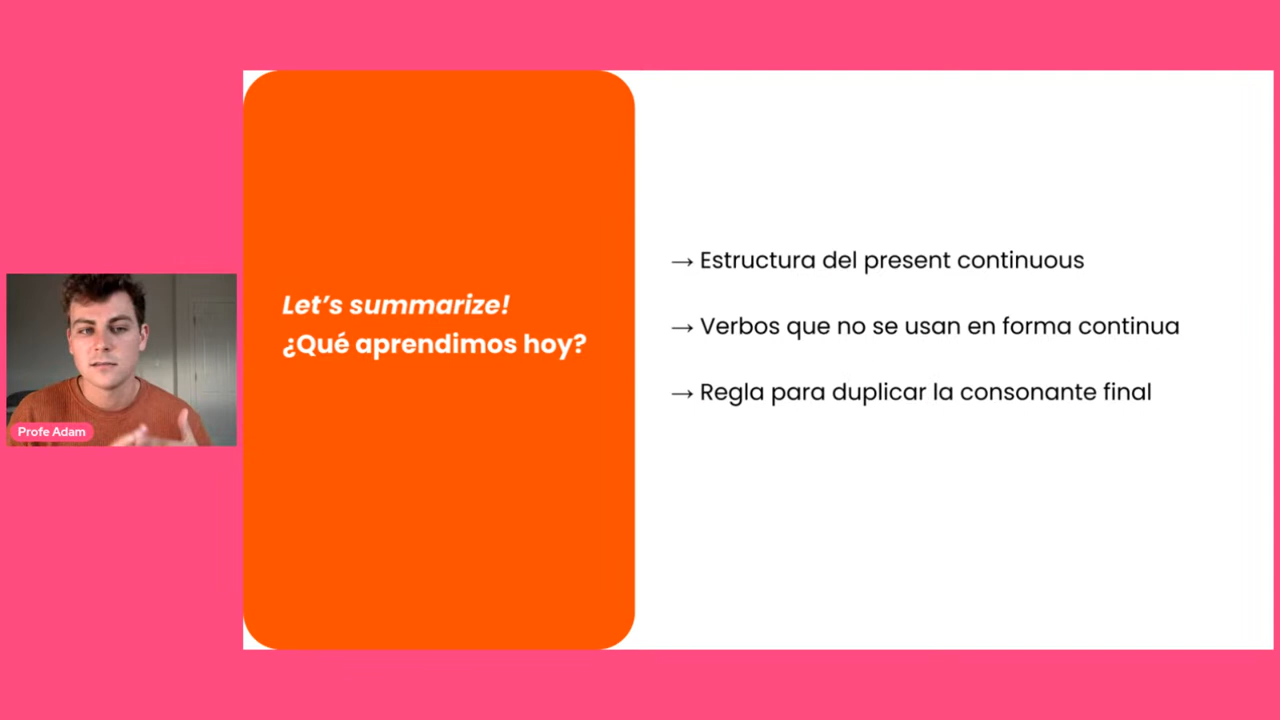 Let's summarize!
¿Qué aprendimos hoy?
→ Estructura del present continuous
→ Verbos que no se usan en forma continua
→ Regla para duplicar la consonante final
Profe Adam